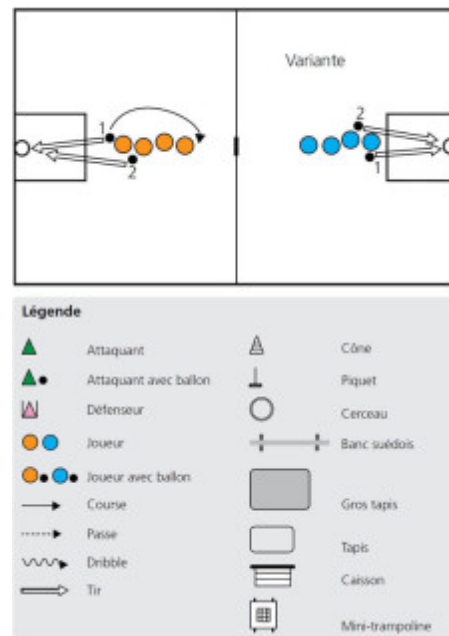 Variante
1
2
2
1
Légende
Attaquant
Cône
Attaquant avec ballon
Piquet
Défenseur
Cerceau
Joueur
Banc suédois
Joueur avec ballon
Course
Gros tapis
Passe
Tapis
Dribble
Caisson
Tir
Mini-trampoline